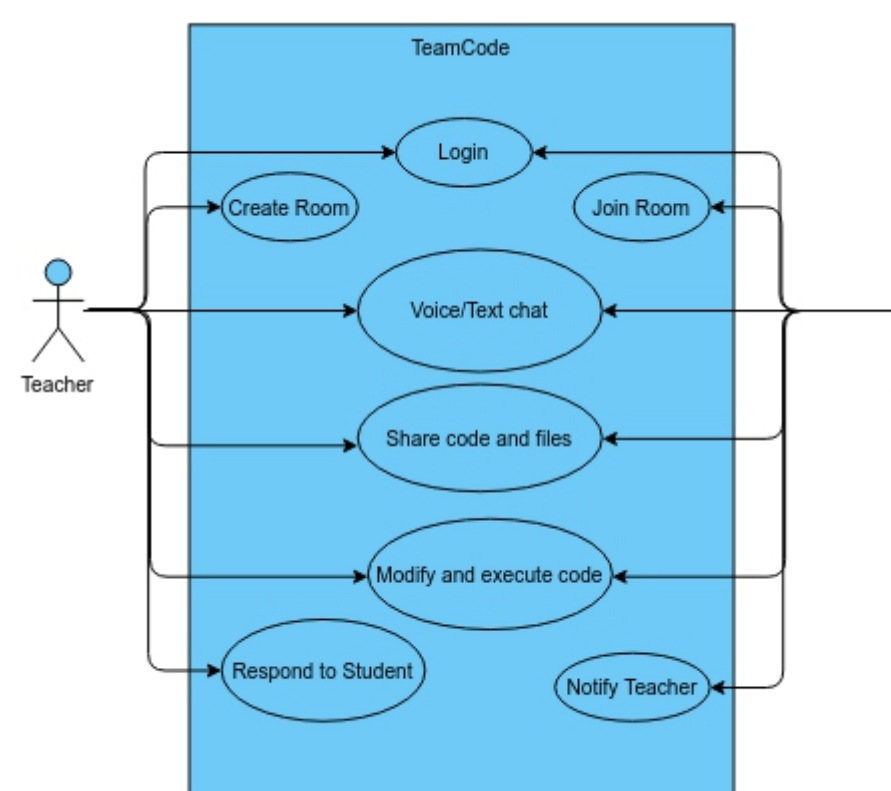 TeamCode
Login
Create Room
Join Room
Voice/Text chat
Teacher
Share code and files
Modify and execute code
Respond to Student
Notify Teacher